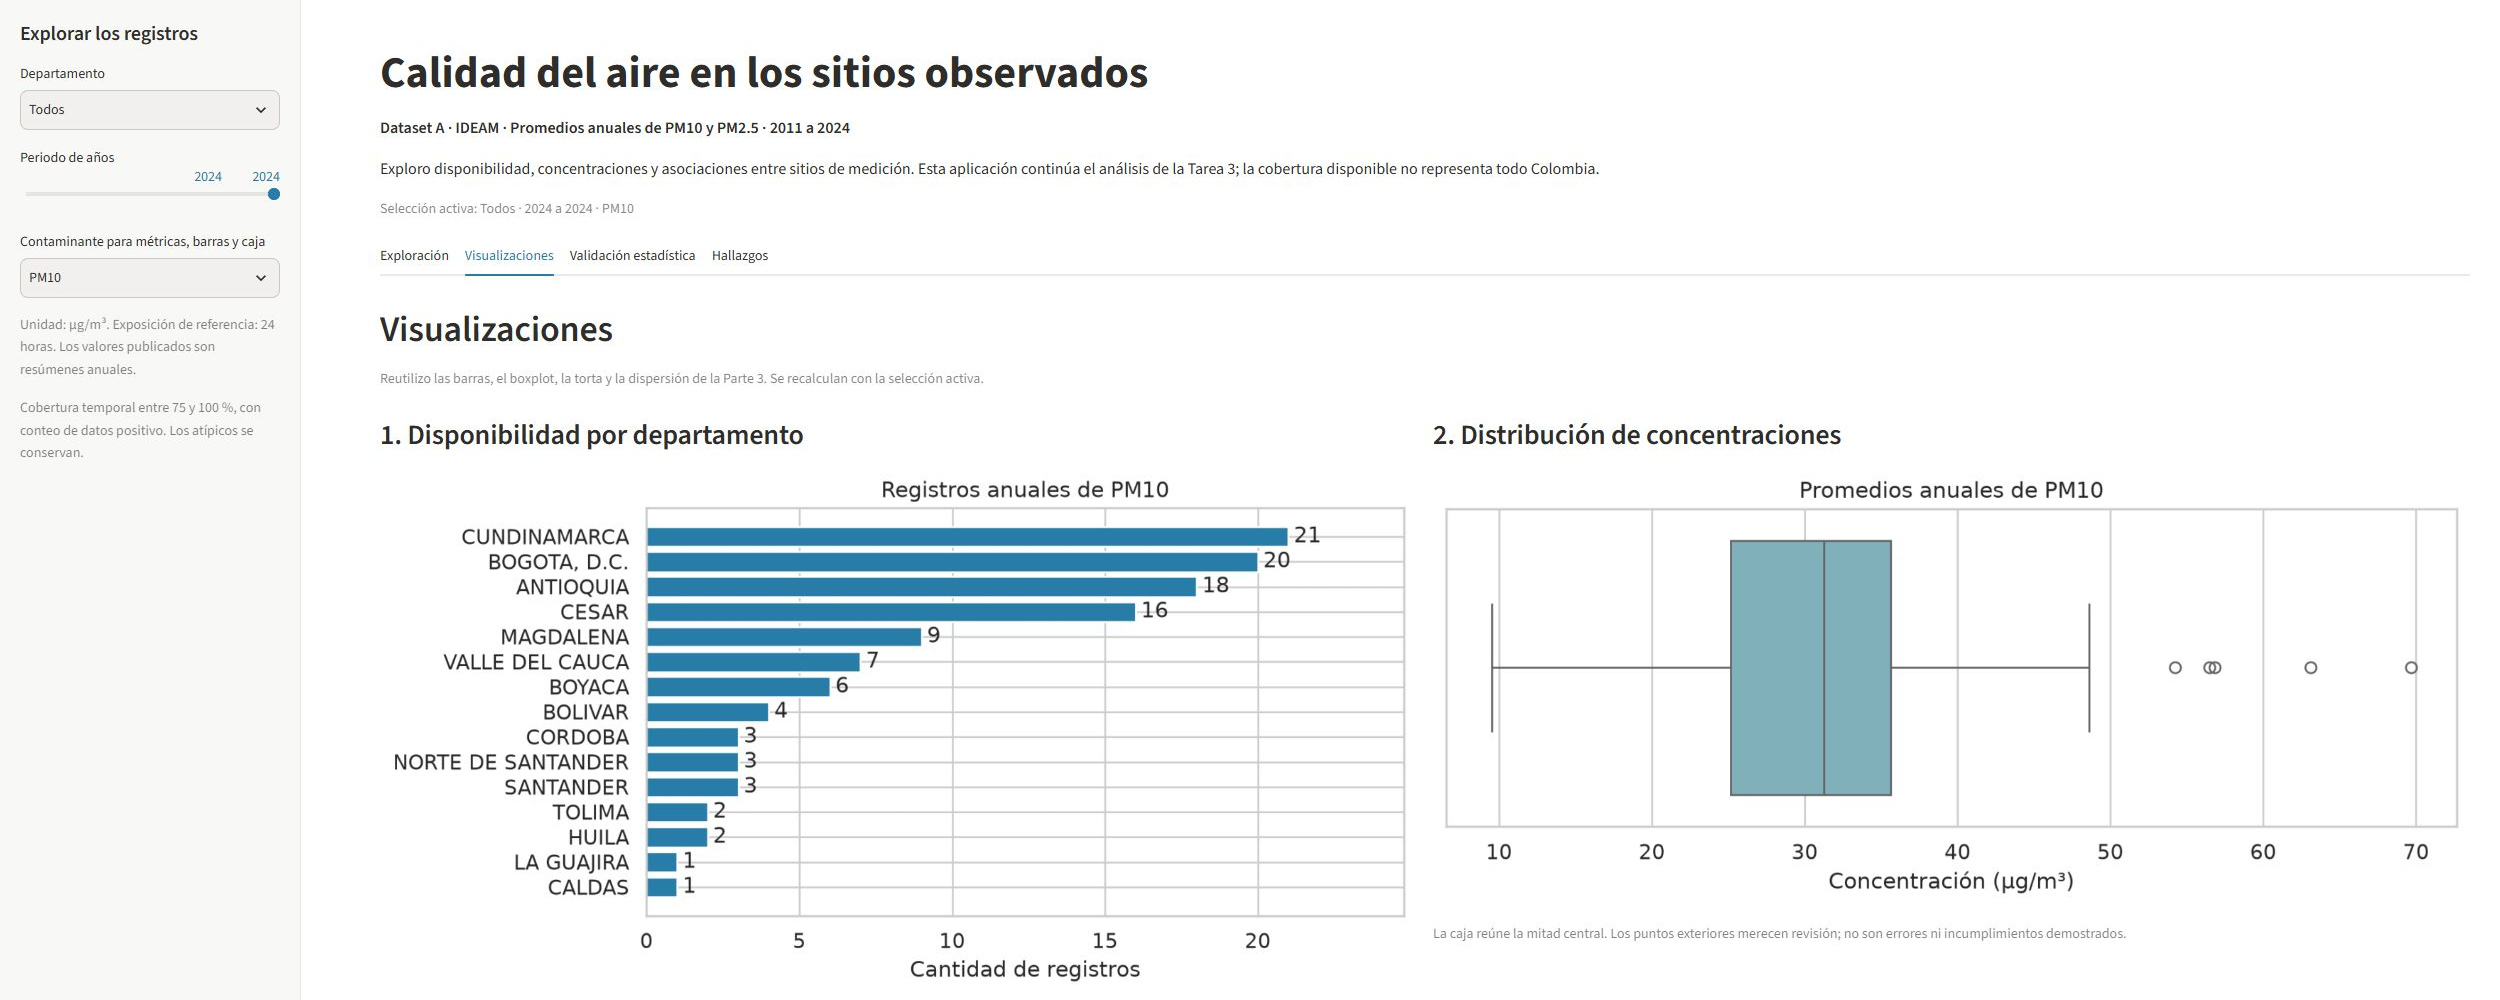 Explorar los registros
Departamento
Todos
Periodo de años
2024 2024
Contaminante para métricas, barras y caja
PM10
Unidad: µg/m³. Exposición de referencia: 24
horas. Los valores publicados son
resúmenes anuales.
Cobertura temporal entre 75 y 100 %, con
conteo de datos positivo. Los atípicos se
conservan.
Calidad del aire en los sitios observados
Dataset A · IDEAM · Promedios anuales de PM10 y PM2.5 · 2011 a 2024
Exploro disponibilidad, concentraciones y asociaciones entre sitios de medición. Esta aplicación continúa el análisis de la Tarea 3; la cobertura disponible no representa todo Colombia.
Selección activa: Todos · 2024 a 2024 · PM10
Exploración Visualizaciones Validación estadística Hallazgos
Visualizaciones
Reutilizo las barras, el boxplot, la torta y la dispersión de la Parte 3. Se recalculan con la selección activa.
1. Disponibilidad por departamento
Registros anuales de PM10
CUNDINAMARCA 21
BOGOTA, D.C. 20
ANTIOQUIA 18
CESAR 16
MAGDALENA 9
VALLE DEL CAUCA 7
BOYACA 6
BOLIVAR 4
CORDOBA 3
NORTE DE SANTANDER 3
SANTANDER 3
TOLIMA 2
HUILA 2
LA GUAJIRA 1
CALDAS 1
0 5 10 15 20
Cantidad de registros
2. Distribución de concentraciones
Promedios anuales de PM10
10 20 30 40 50 60 70
Concentración (µg/m³)
La caja reúne la mitad central. Los puntos exteriores merecen revisión; no son errores ni incumplimientos demostrados.